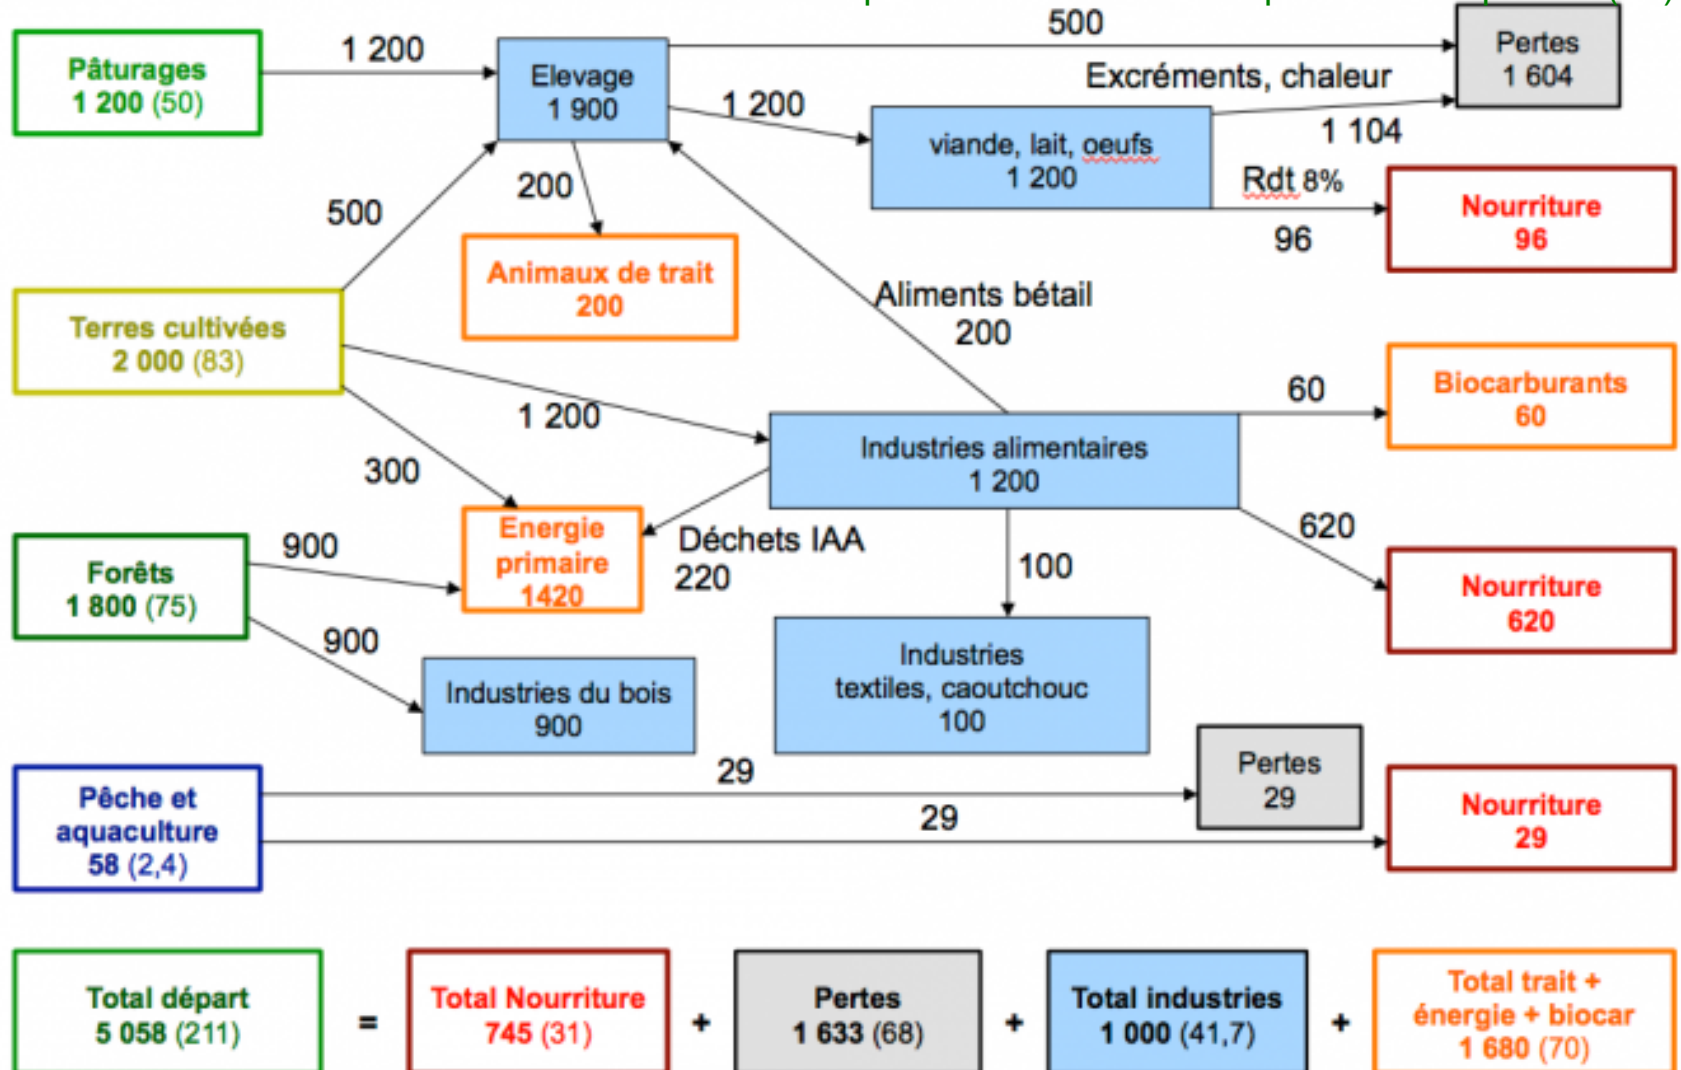 500
Pertes
1 604
Pâturages
1 200 (50)
1 200
Elevage
1 900
Excréments, chaleur
1 200
1 104
viande, lait, oeufs
1 200
Rdt 8%
96
Nourriture
96
500
200
Animaux de trait
200
Aliments bétail
200
Terres cultivées
2 000 (83)
1 200
300
60
Biocarburants
60
Industries alimentaires
1 200
Energie
primaire
1420
Déchets IAA
220
100
620
Nourriture
620
Forêts
1 800 (75)
900
900
Industries du bois
900
Industries
textiles, caoutchouc
100
Pêche et
aquaculture
58 (2,4)
29
29
Pertes
29
Nourriture
29
Total départ
5 058 (211)
=
Total Nourriture
745 (31)
+
Pertes
1 633 (68)
+
Total industries
1 000 (41,7)
+
Total trait +
énergie + biocar
1 680 (70)